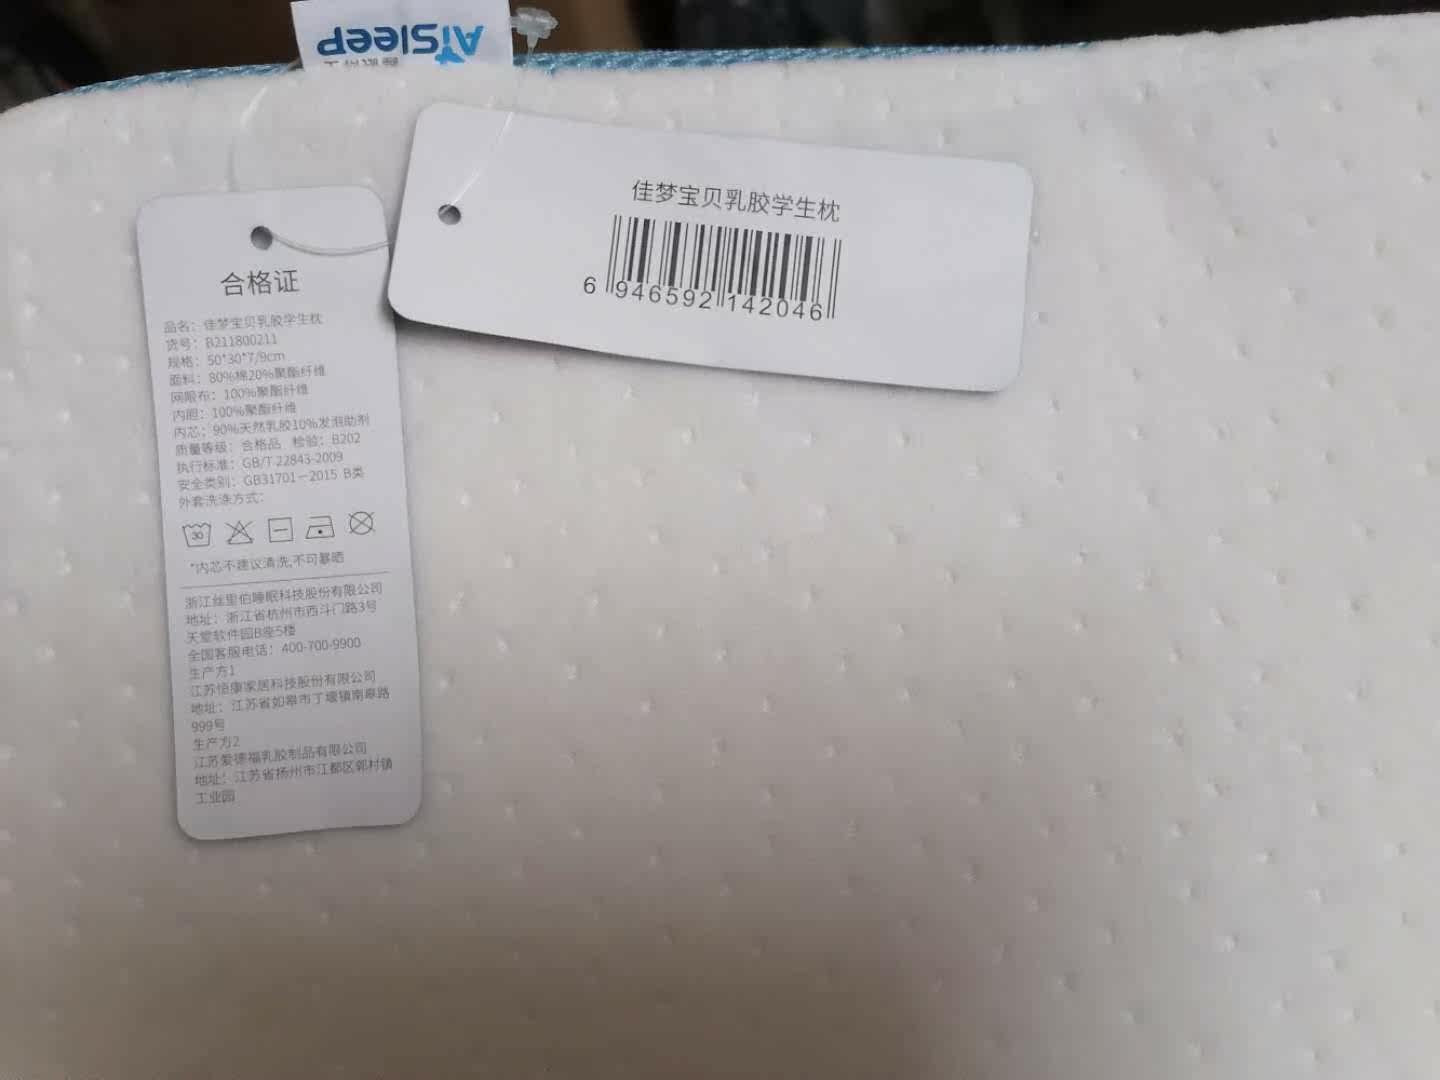 AiSleep
佳梦宝贝乳胶学生枕
6 946592 142046
合格证
品名：佳梦宝贝乳胶学生枕
货号：B211800211
规格：50*30*7/9cm
面料：80%棉20%聚酯纤维
网眼布：100%聚酯纤维
内胆：100%聚酯纤维
内芯：90%天然乳胶10%发泡助剂
质量等级：合格品 检验：B202
执行标准：GB/T 22843-2009
安全类别：GB31701－2015 B类
外套洗涤方式：
30
*内芯不建议清洗,不可暴晒
浙江丝里伯睡眠科技股份有限公司
地址：浙江省杭州市西斗门路3号
天堂软件园B座5楼
全国客服电话：400-700-9900
生产方1
江苏恒康家居科技股份有限公司
地址：江苏省如皋市丁堰镇南皋路
999号
生产方2
江苏爱德福乳胶制品有限公司
地址：江苏省扬州市江都区郭村镇
工业园